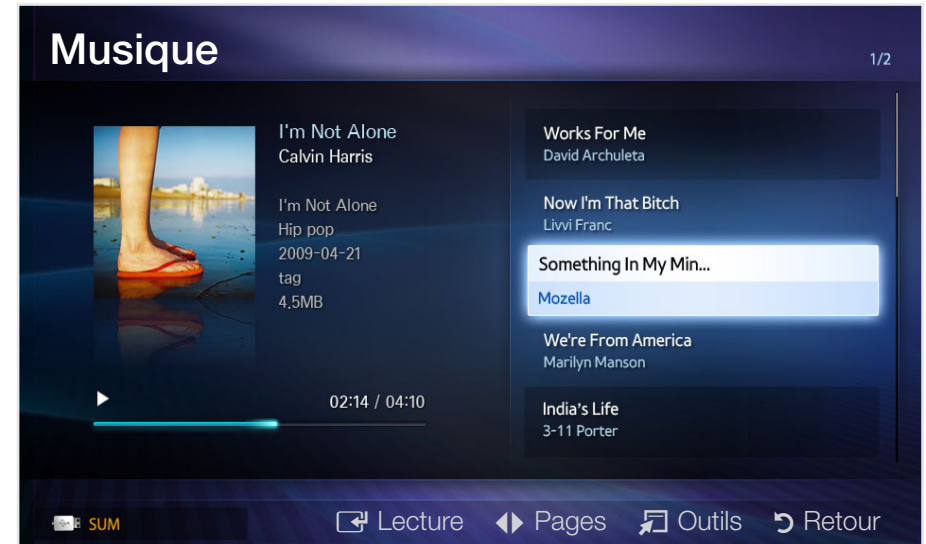 Musique
1/2
I'm Not Alone
Calvin Harris
I'm Not Alone
Hip pop
2009-04-21
tag
4,5MB
02:14 / 04:10
Works For Me
David Archuleta
Now I'm That Bitch
Livvi Franc
Something In My Min...
Mozella
We're From America
Marilyn Manson
India's Life
3-11 Porter
SUM
Lecture Pages Outils Retour